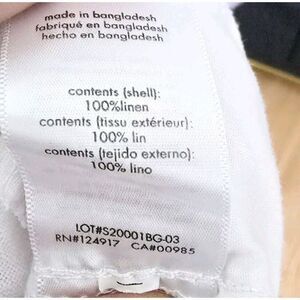 made in bangladesh
fabriqué en bangladesh
hecho en bangladesh
contents (shell):
100%linen
contents (tissu extérieur):
100% lin
contents (tejido externo):
100% lino
LOT#S20001BG-03
RN#124917 CA#00985